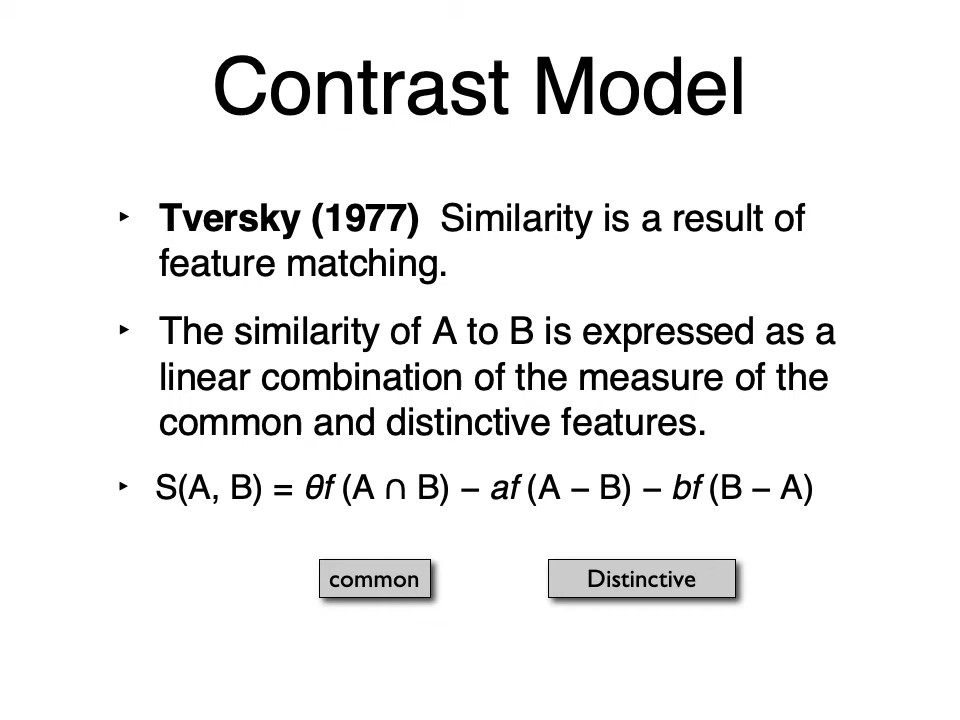 Contrast Model
‣ Tversky (1977) Similarity is a result of
feature matching.
‣ The similarity of A to B is expressed as a
linear combination of the measure of the
common and distinctive features.
‣ S(A, B) = θf (A ∩ B) – af (A – B) – bf (B – A)
common Distinctive